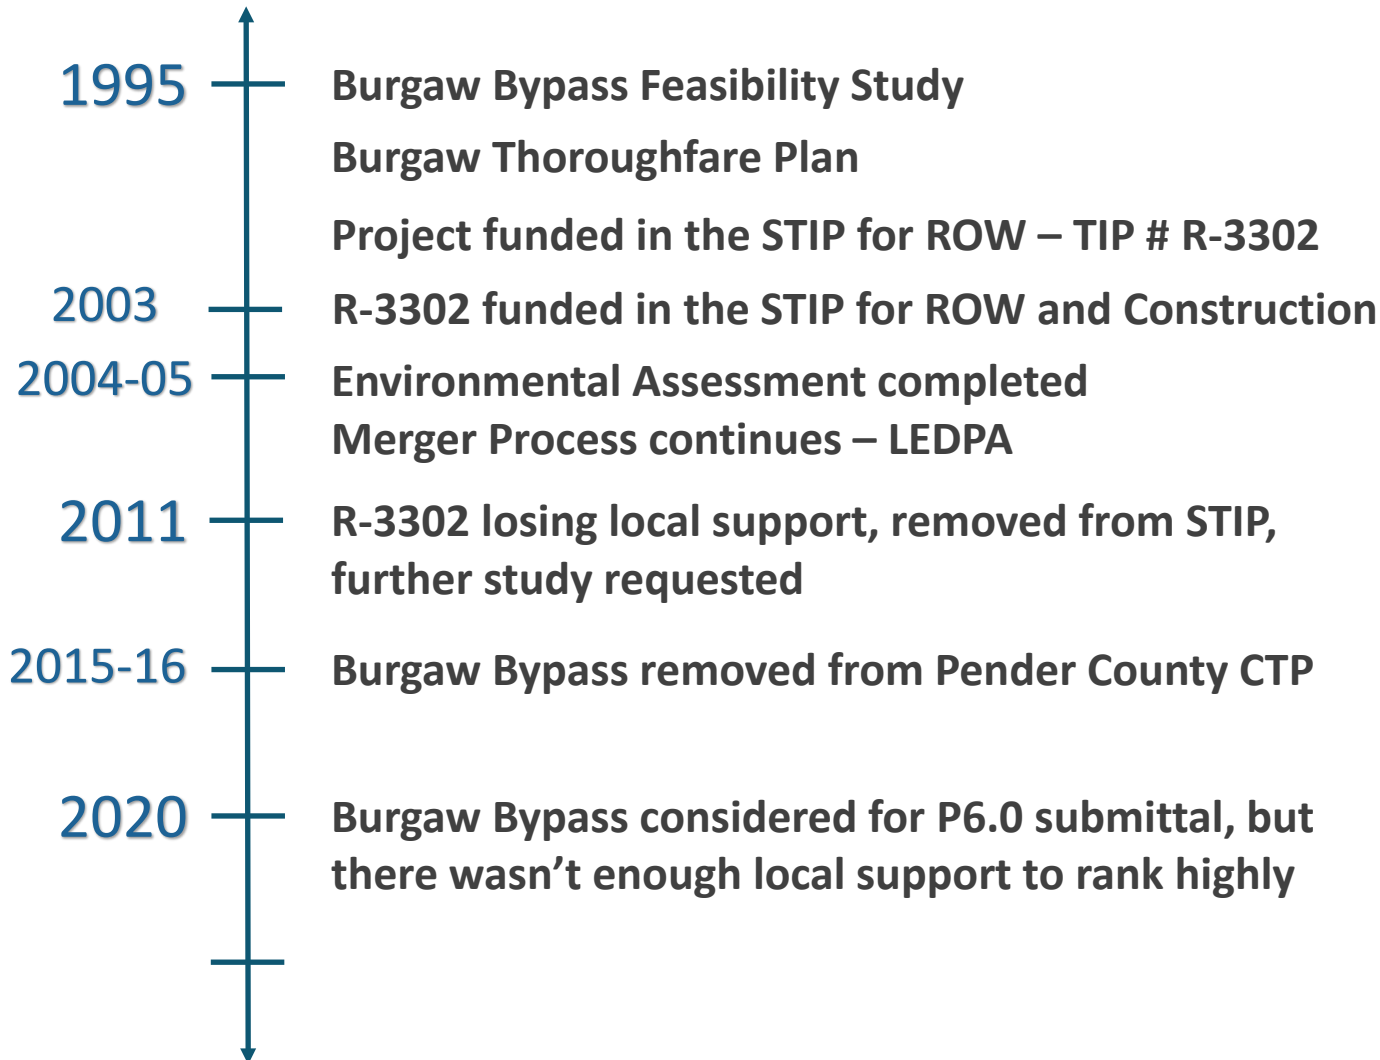 1995
Burgaw Bypass Feasibility Study
Burgaw Thoroughfare Plan
Project funded in the STIP for ROW – TIP # R-3302
2003
R-3302 funded in the STIP for ROW and Construction
2004-05
Environmental Assessment completed
Merger Process continues – LEDPA
2011
R-3302 losing local support, removed from STIP,
further study requested
2015-16
Burgaw Bypass removed from Pender County CTP
2020
Burgaw Bypass considered for P6.0 submittal, but
there wasn’t enough local support to rank highly